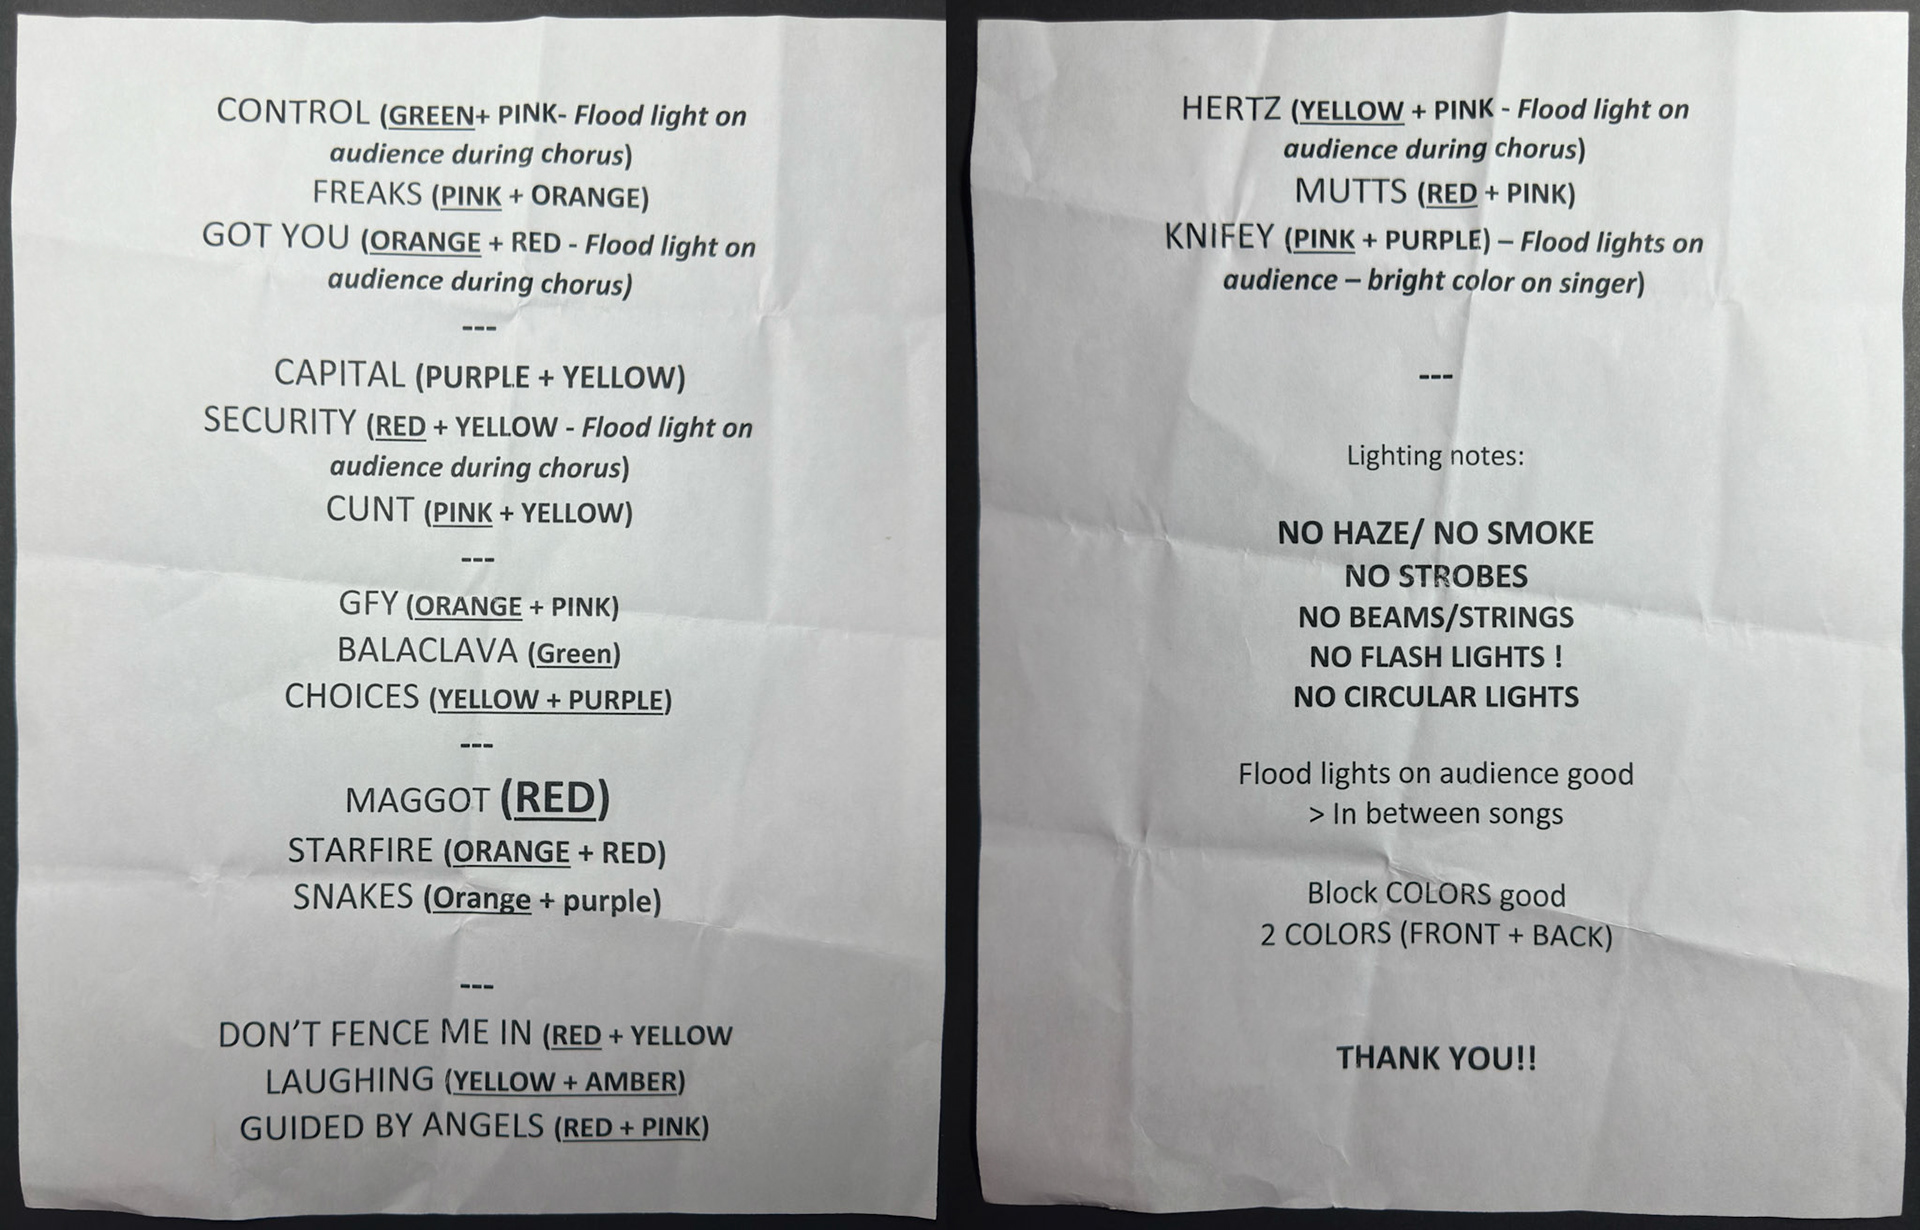 CONTROL (GREEN+ PINK- Flood light on
audience during chorus)
FREAKS (PINK + ORANGE)
GOT YOU (ORANGE + RED - Flood light on
audience during chorus)
---
CAPITAL (PURPLE + YELLOW)
SECURITY (RED + YELLOW - Flood light on
audience during chorus)
CUNT (PINK + YELLOW)
---
GFY (ORANGE + PINK)
BALACLAVA (Green)
CHOICES (YELLOW + PURPLE)
---
MAGGOT (RED)
STARFIRE (ORANGE + RED)
SNAKES (Orange + purple)
---
DON'T FENCE ME IN (RED + YELLOW
LAUGHING (YELLOW + AMBER)
GUIDED BY ANGELS (RED + PINK)
HERTZ (YELLOW + PINK - Flood light on
audience during chorus)
MUTTS (RED + PINK)
KNIFEY (PINK + PURPLE) – Flood lights on
audience – bright color on singer)
---
Lighting notes:
NO HAZE/ NO SMOKE
NO STROBES
NO BEAMS/STRINGS
NO FLASH LIGHTS !
NO CIRCULAR LIGHTS
Flood lights on audience good
> In between songs
Block COLORS good
2 COLORS (FRONT + BACK)
THANK YOU!!